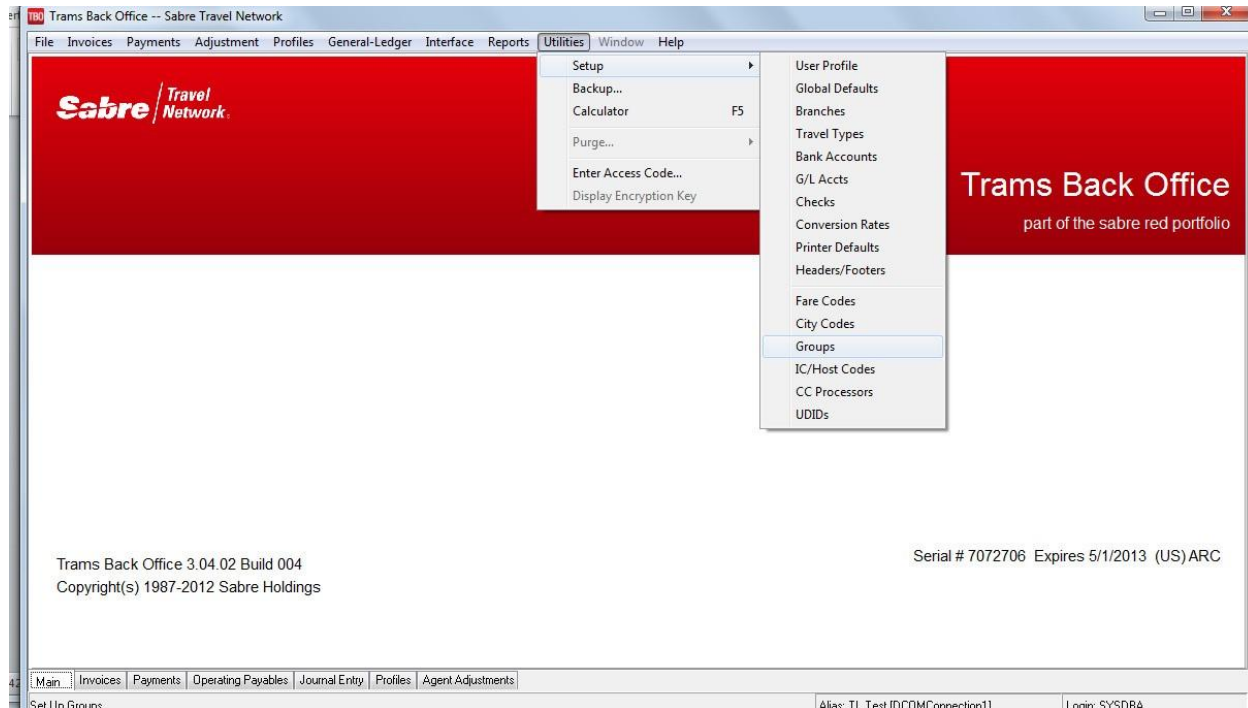 TBO Trams Back Office -- Sabre Travel Network
File Invoices Payments Adjustment Profiles General-Ledger Interface Reports Utilities Window Help
Sabre Travel Network
Setup
Backup...
Calculator F5
Purge...
Enter Access Code...
Display Encryption Key
User Profile
Global Defaults
Branches
Travel Types
Bank Accounts
G/L Accts
Checks
Conversion Rates
Printer Defaults
Headers/Footers
Fare Codes
City Codes
Groups
IC/Host Codes
CC Processors
UDIDs
Trams Back Office
part of the sabre red portfolio
Trams Back Office 3.04.02 Build 004
Copyright(s) 1987-2012 Sabre Holdings
Serial # 7072706 Expires 5/1/2013 (US) ARC
Main Invoices Payments Operating Payables Journal Entry Profiles Agent Adjustments
Set Up Groups Alias: TL Test [DCOMConnection1] Login: SYSDBA